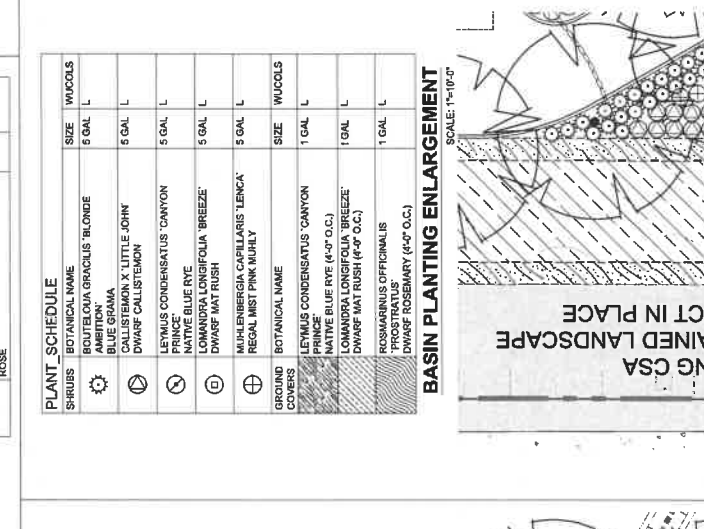 ROSE
PLANT_SCHEDULE
SHRUBS BOTANICAL NAME SIZE WUCOLS
BOUTELOUA GRACILIS `BLONDE 5 GAL L
AMBITION`
BLUE GRAMA
CALLISTEMON X `LITTLE JOHN` 5 GAL L
DWARF CALLISTEMON
LEYMUS CONDENSATUS `CANYON 5 GAL L
PRINCE`
NATIVE BLUE RYE
LOMANDRA LONGIFOLIA `BREEZE` 5 GAL L
DWARF MAT RUSH
MUHLENBERGIA CAPILLARIS `LENCA` 5 GAL L
REGAL MIST PINK MUHLY
GROUND BOTANICAL NAME SIZE WUCOLS
COVERS
LEYMUS CONDENSATUS `CANYON 1 GAL L
PRINCE`
NATIVE BLUE RYE (4'-0" O.C.)
LOMANDRA LONGIFOLIA `BREEZE` 1 GAL L
DWARF MAT RUSH (4'-0" O.C.)
ROSMARINUS OFFICINALIS 1 GAL L
`PROSTRATUS`
DWARF ROSEMARY (4'-0" O.C.)
BASIN PLANTING ENLARGEMENT
SCALE: 1"=10'-0"
NG CSA
AINED LANDSCAPE
CT IN PLACE